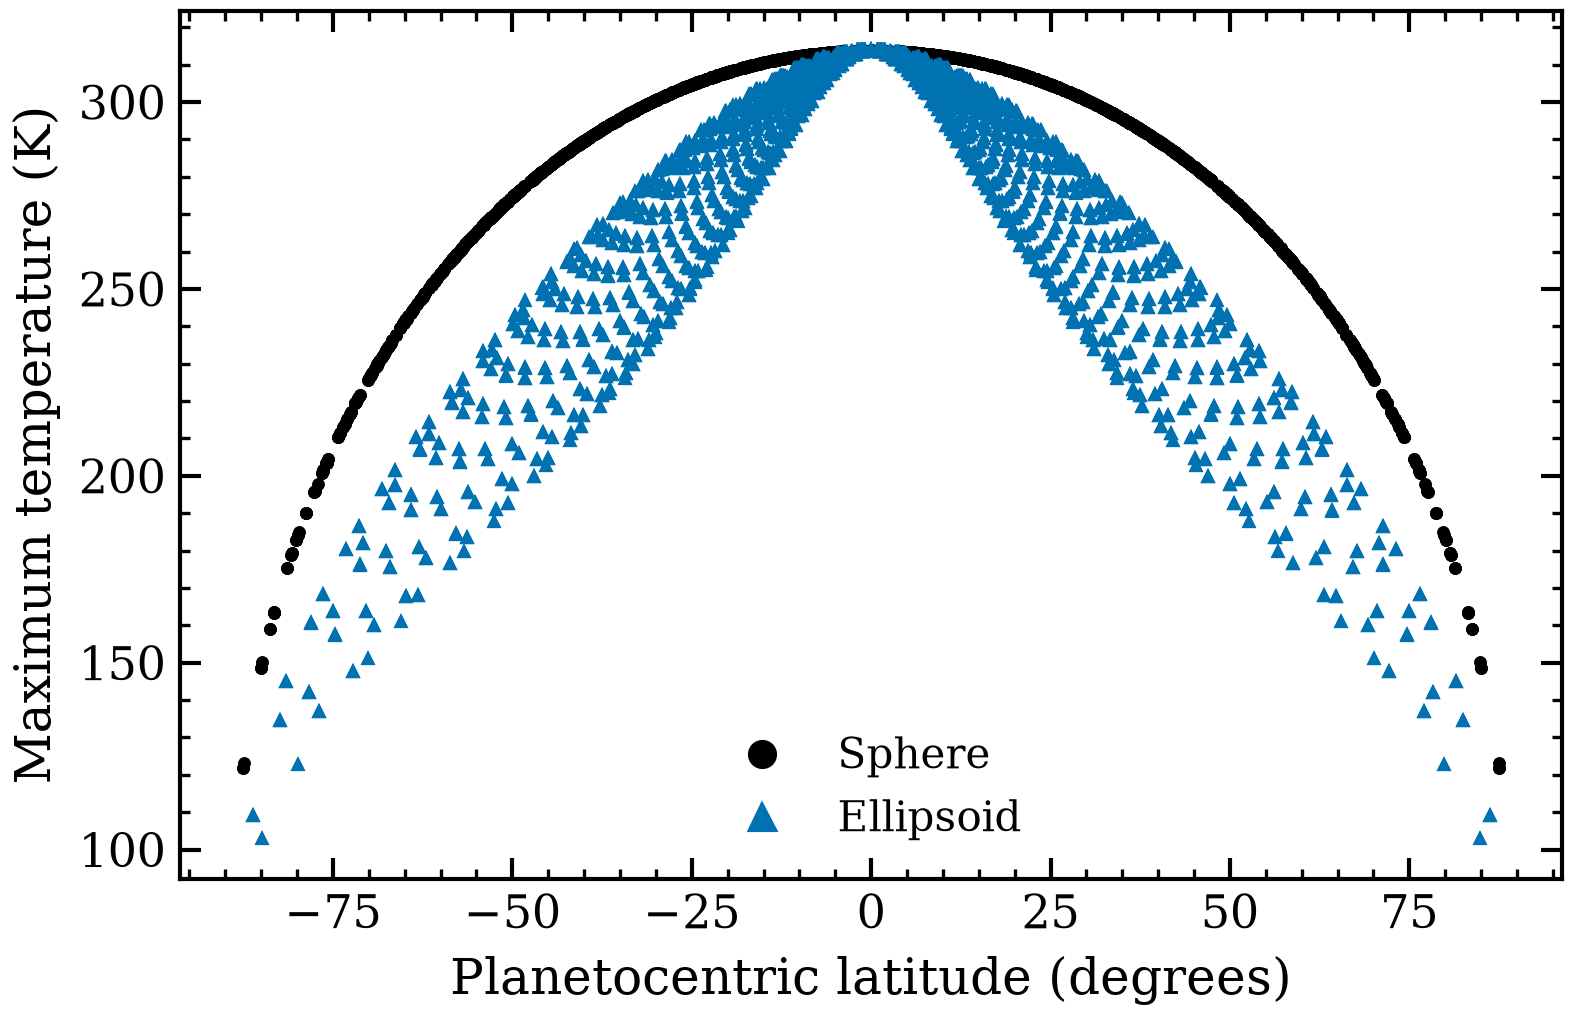 Maximum temperature (K)
300
250
200
150
100
Sphere
Ellipsoid
−75 −50 −25 0 25 50 75
Planetocentric latitude (degrees)